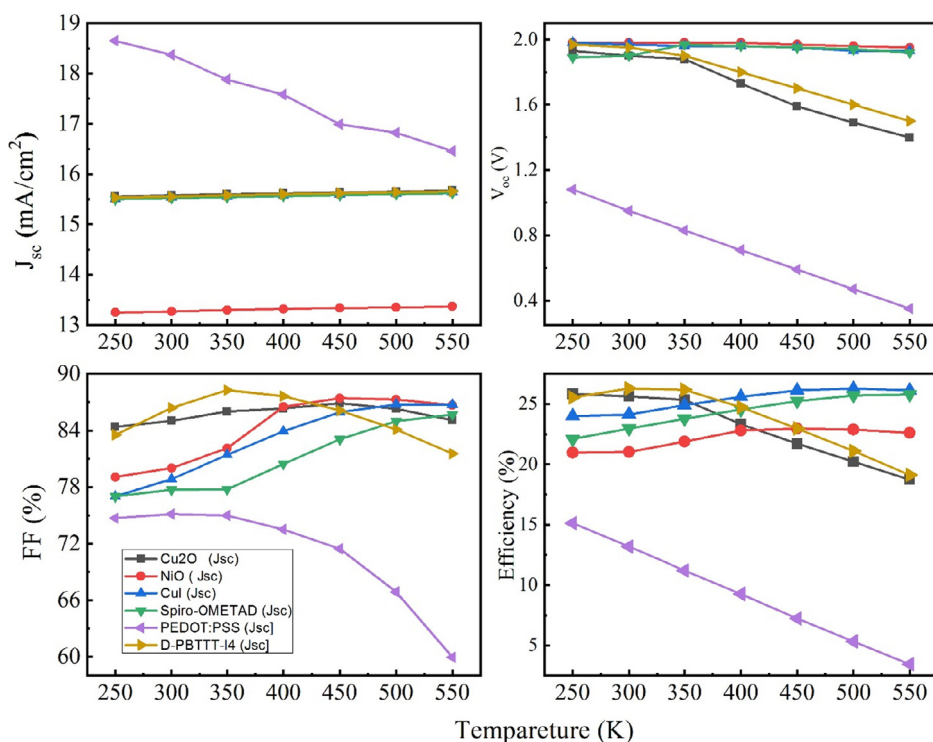 19
18
17
16
15
14
13
J_sc (mA/cm²)
250 300 350 400 450 500 550
2.0
1.6
1.2
0.8
0.4
V_oc (V)
250 300 350 400 450 500 550
90
84
78
72
66
60
FF (%)
Cu2O (Jsc)
NiO ( Jsc)
CuI (Jsc)
Spiro-OMETAD (Jsc)
PEDOT:PSS (Jsc]
D-PBTTT-I4 (Jsc]
250 300 350 400 450 500 550
25
20
15
10
5
Efficiency (%)
250 300 350 400 450 500 550
Tempareture (K)